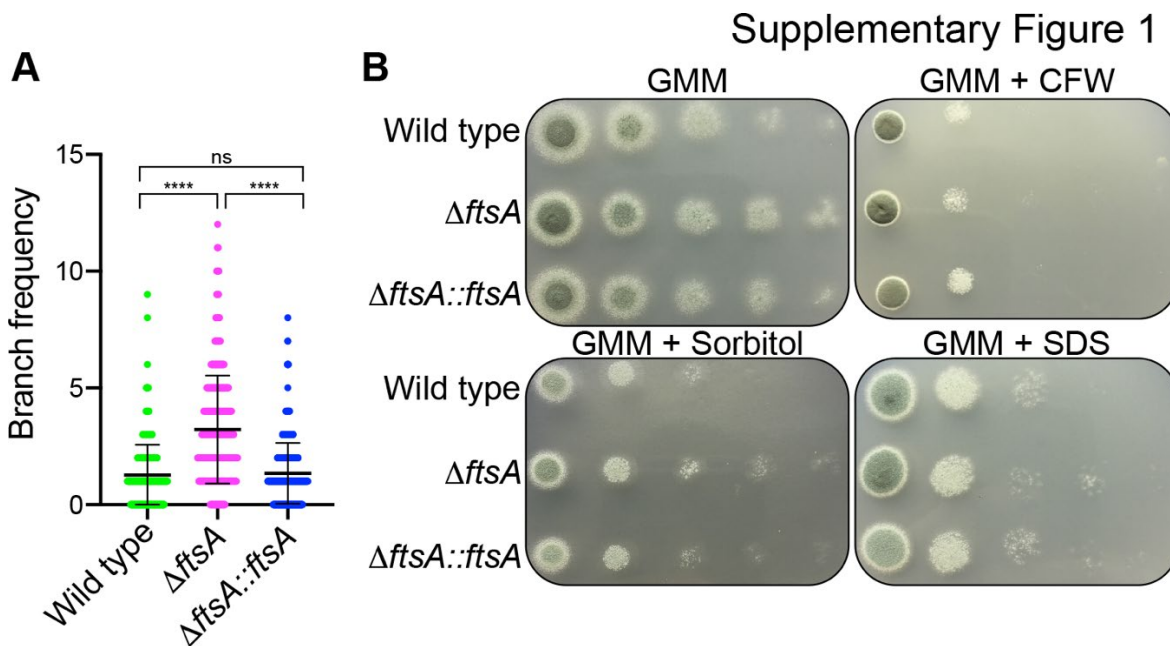 Supplementary Figure 1
A
15
10
5
0
Branch frequency
ns
**** ****
Wild type
ΔftsA
ΔftsA::ftsA
B
GMM
GMM + CFW
Wild type
ΔftsA
ΔftsA::ftsA
GMM + Sorbitol
GMM + SDS
Wild type
ΔftsA
ΔftsA::ftsA